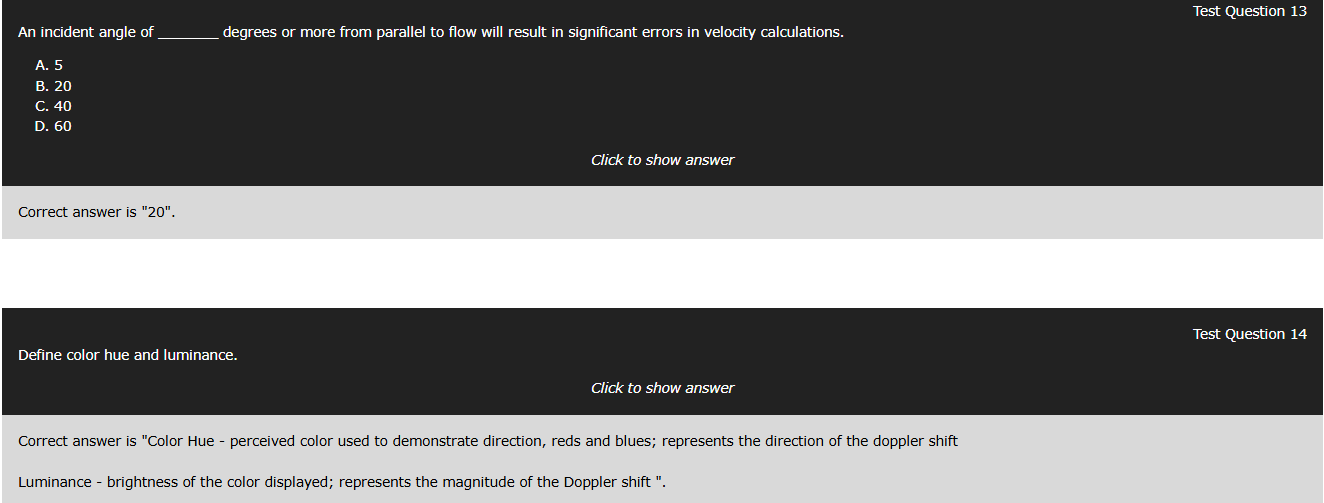 Test Question 13
An incident angle of ________ degrees or more from parallel to flow will result in significant errors in velocity calculations.
A. 5
B. 20
C. 40
D. 60
Click to show answer
Correct answer is "20".
Test Question 14
Define color hue and luminance.
Click to show answer
Correct answer is "Color Hue - perceived color used to demonstrate direction, reds and blues; represents the direction of the doppler shift
Luminance - brightness of the color displayed; represents the magnitude of the Doppler shift ".